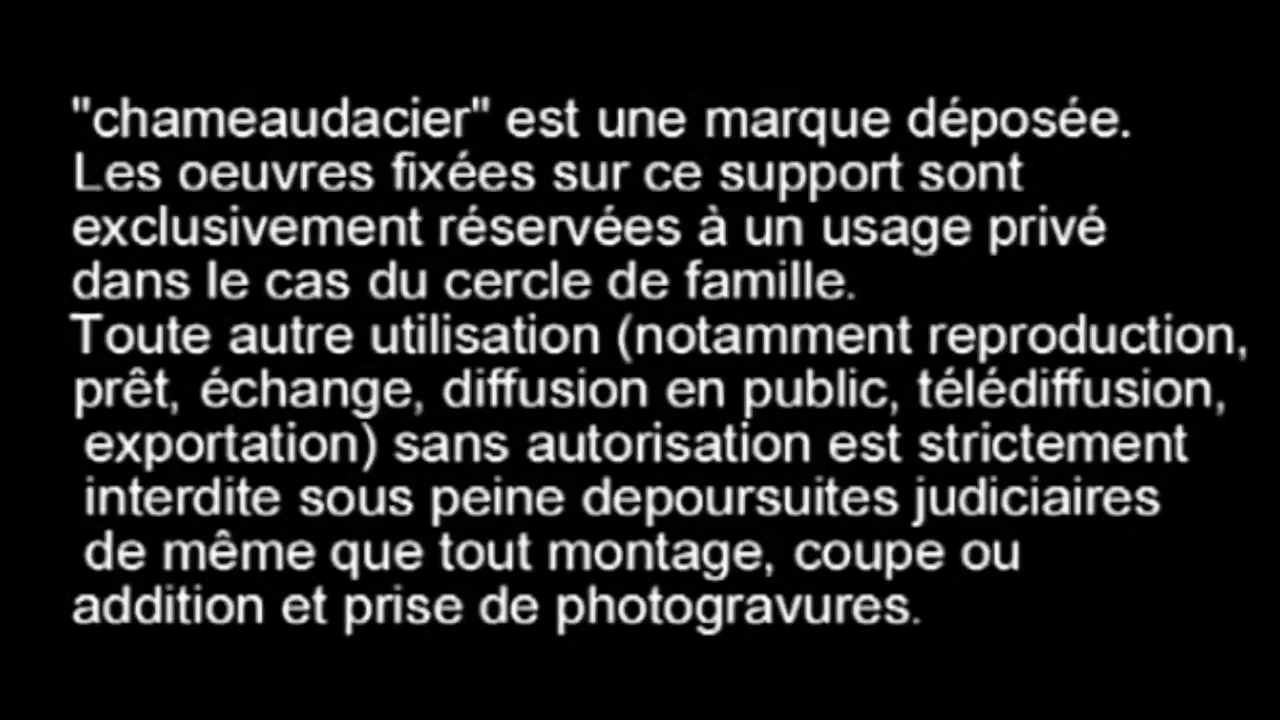 "chameaudacier" est une marque déposée.
Les oeuvres fixées sur ce support sont
exclusivement réservées à un usage privé
dans le cas du cercle de famille.
Toute autre utilisation (notamment reproduction,
prêt, échange, diffusion en public, télédiffusion,
exportation) sans autorisation est strictement
interdite sous peine depoursuites judiciaires
de même que tout montage, coupe ou
addition et prise de photogravures.